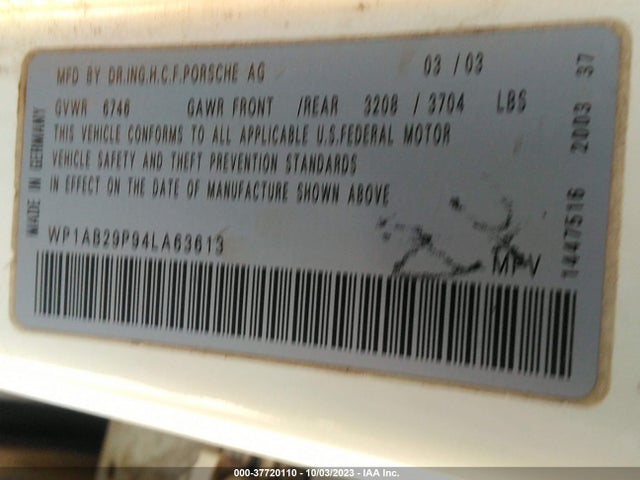 MFD BY DR.ING.H.C.F.PORSCHE AG 03 /03
GVWR 6746 GAWR FRONT /REAR 3208 / 3704 LBS
THIS VEHICLE CONFORMS TO ALL APPLICABLE U.S.FEDERAL MOTOR
VEHICLE SAFETY AND THEFT PREVENTION STANDARDS
IN EFFECT ON THE DATE OF MANUFACTURE SHOWN ABOVE
WP1AB29P94LA63613
MPV
MADE IN GERMANY
1447516 2003 37
000-37720110 - 10/03/2023 - IAA Inc.